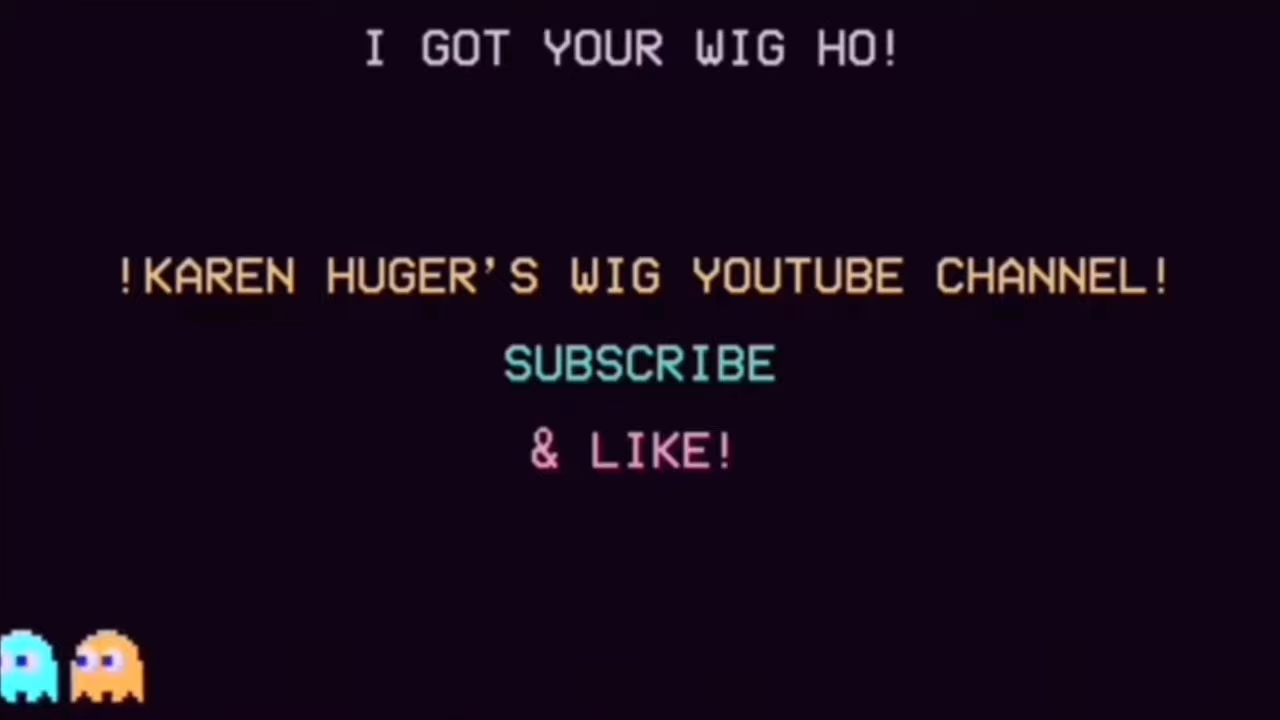 I GOT YOUR WIG HO!
!KAREN HUGER'S WIG YOUTUBE CHANNEL!
SUBSCRIBE
& LIKE!